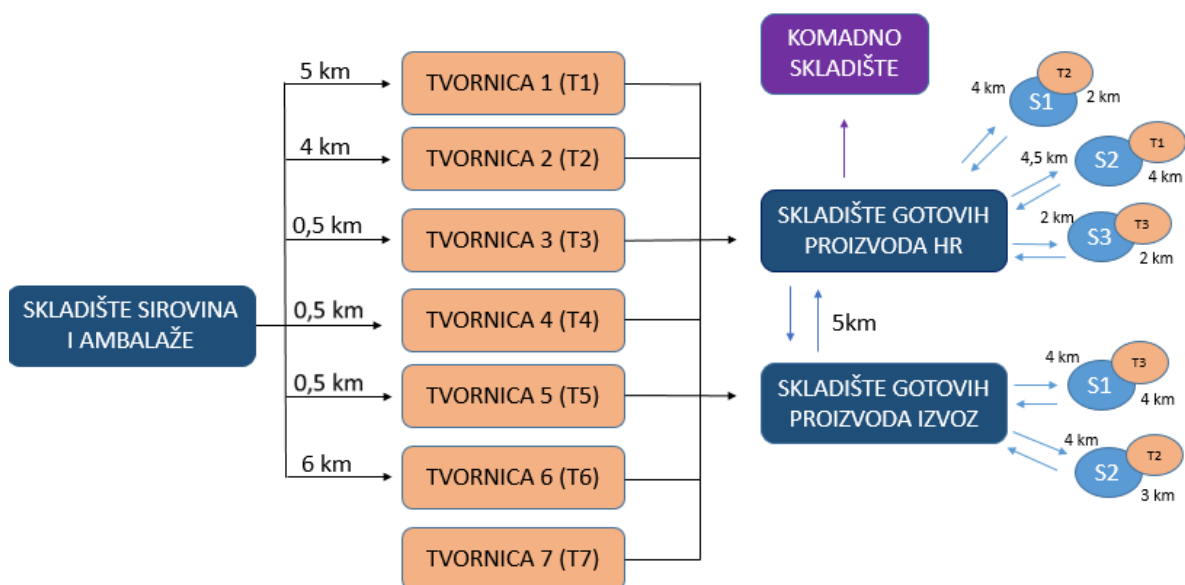 SKLADIŠTE SIROVINA
I AMBALAŽE
5 km
4 km
0,5 km
0,5 km
0,5 km
6 km
TVORNICA 1 (T1)
TVORNICA 2 (T2)
TVORNICA 3 (T3)
TVORNICA 4 (T4)
TVORNICA 5 (T5)
TVORNICA 6 (T6)
TVORNICA 7 (T7)
KOMADNO
SKLADIŠTE
SKLADIŠTE GOTOVIH
PROIZVODA HR
5km
SKLADIŠTE GOTOVIH
PROIZVODA IZVOZ
4 km
S1
T2
2 km
4,5 km
S2
T1
4 km
2 km
S3
T3
2 km
4 km
S1
T3
4 km
4 km
S2
T2
3 km